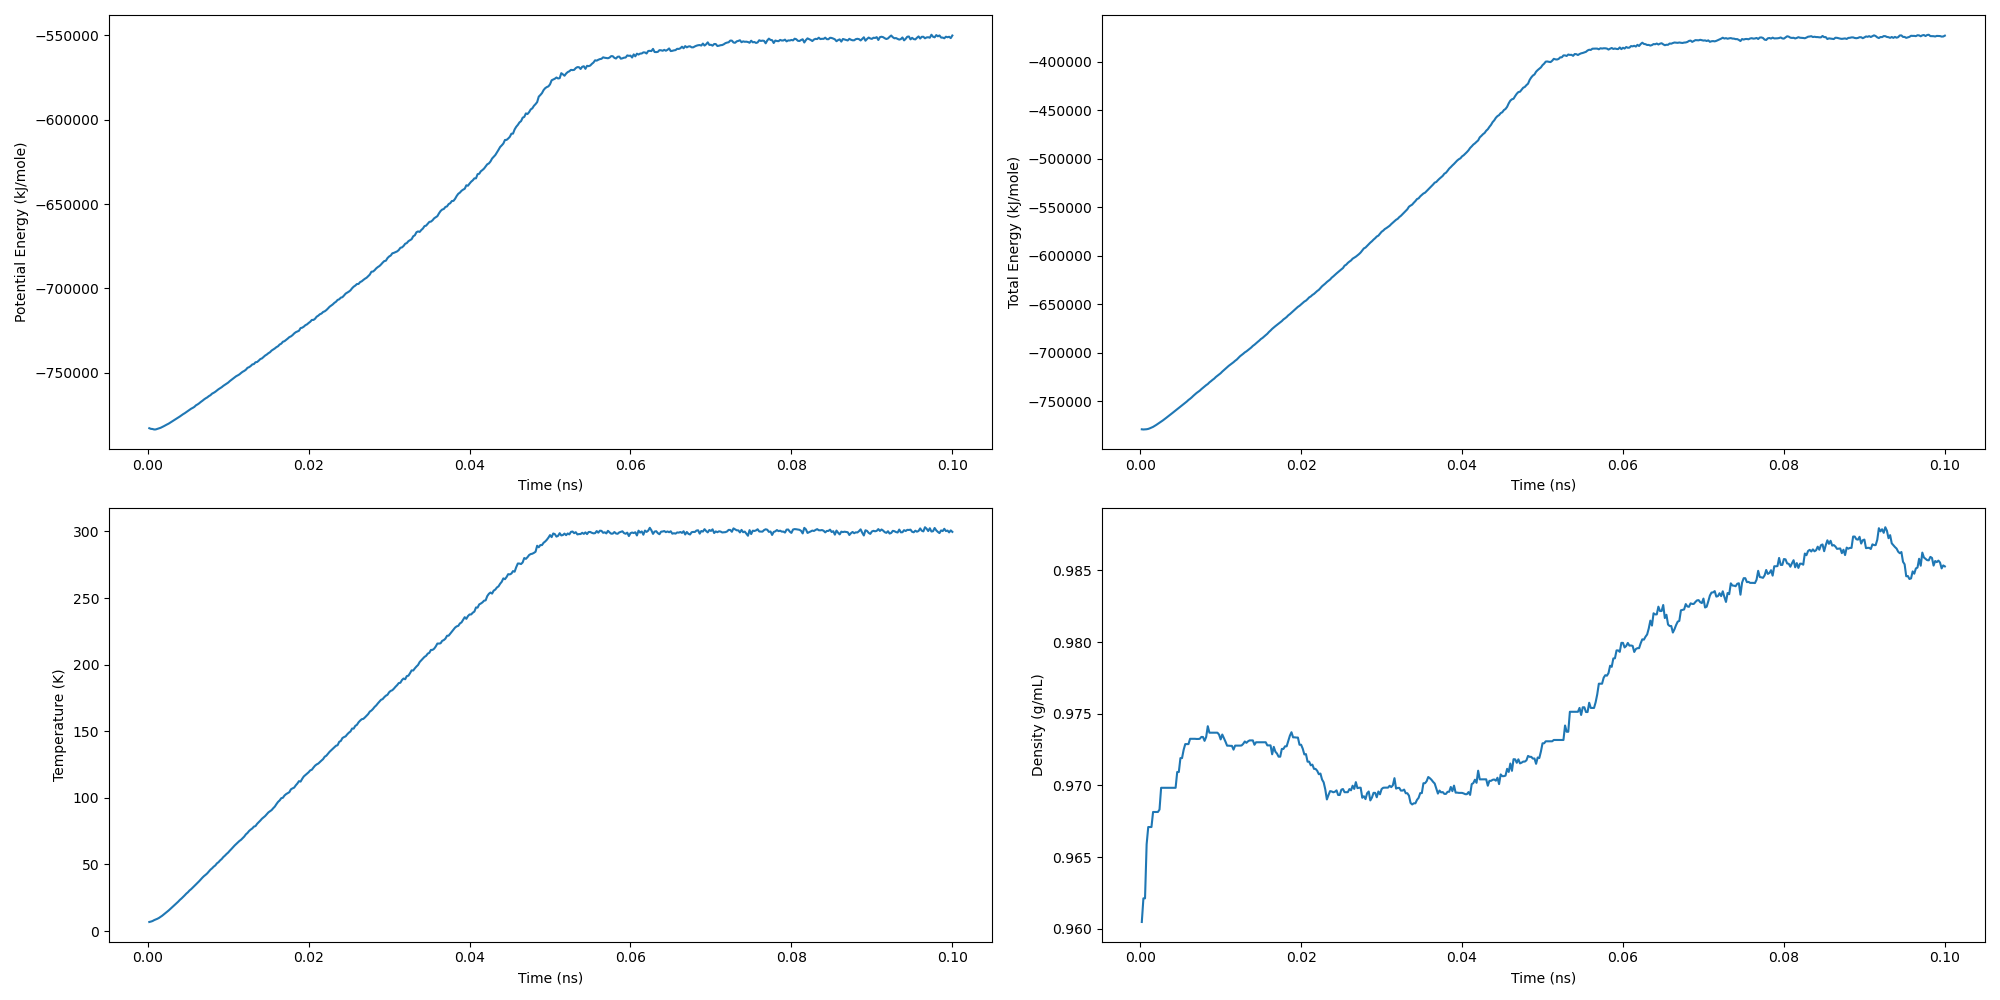 −550000
−600000
−650000
−700000
−750000
Potential Energy (kJ/mole)
0.00 0.02 0.04 0.06 0.08 0.10
Time (ns)
−400000
−450000
−500000
−550000
−600000
−650000
−700000
−750000
Total Energy (kJ/mole)
0.00 0.02 0.04 0.06 0.08 0.10
Time (ns)
300
250
200
150
100
50
0
Temperature (K)
0.00 0.02 0.04 0.06 0.08 0.10
Time (ns)
0.985
0.980
0.975
0.970
0.965
0.960
Density (g/mL)
0.00 0.02 0.04 0.06 0.08 0.10
Time (ns)